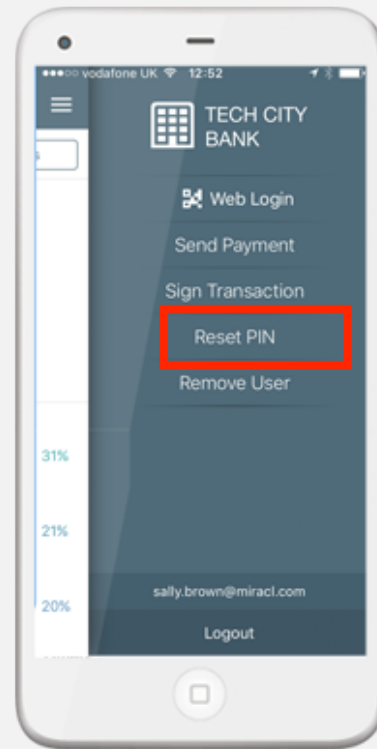 vodafone UK 12:52
s
TECH CITY
BANK
Web Login
Send Payment
Sign Transaction
Reset PIN
Remove User
31%
21%
20%
sally.brown@miracl.com
Logout